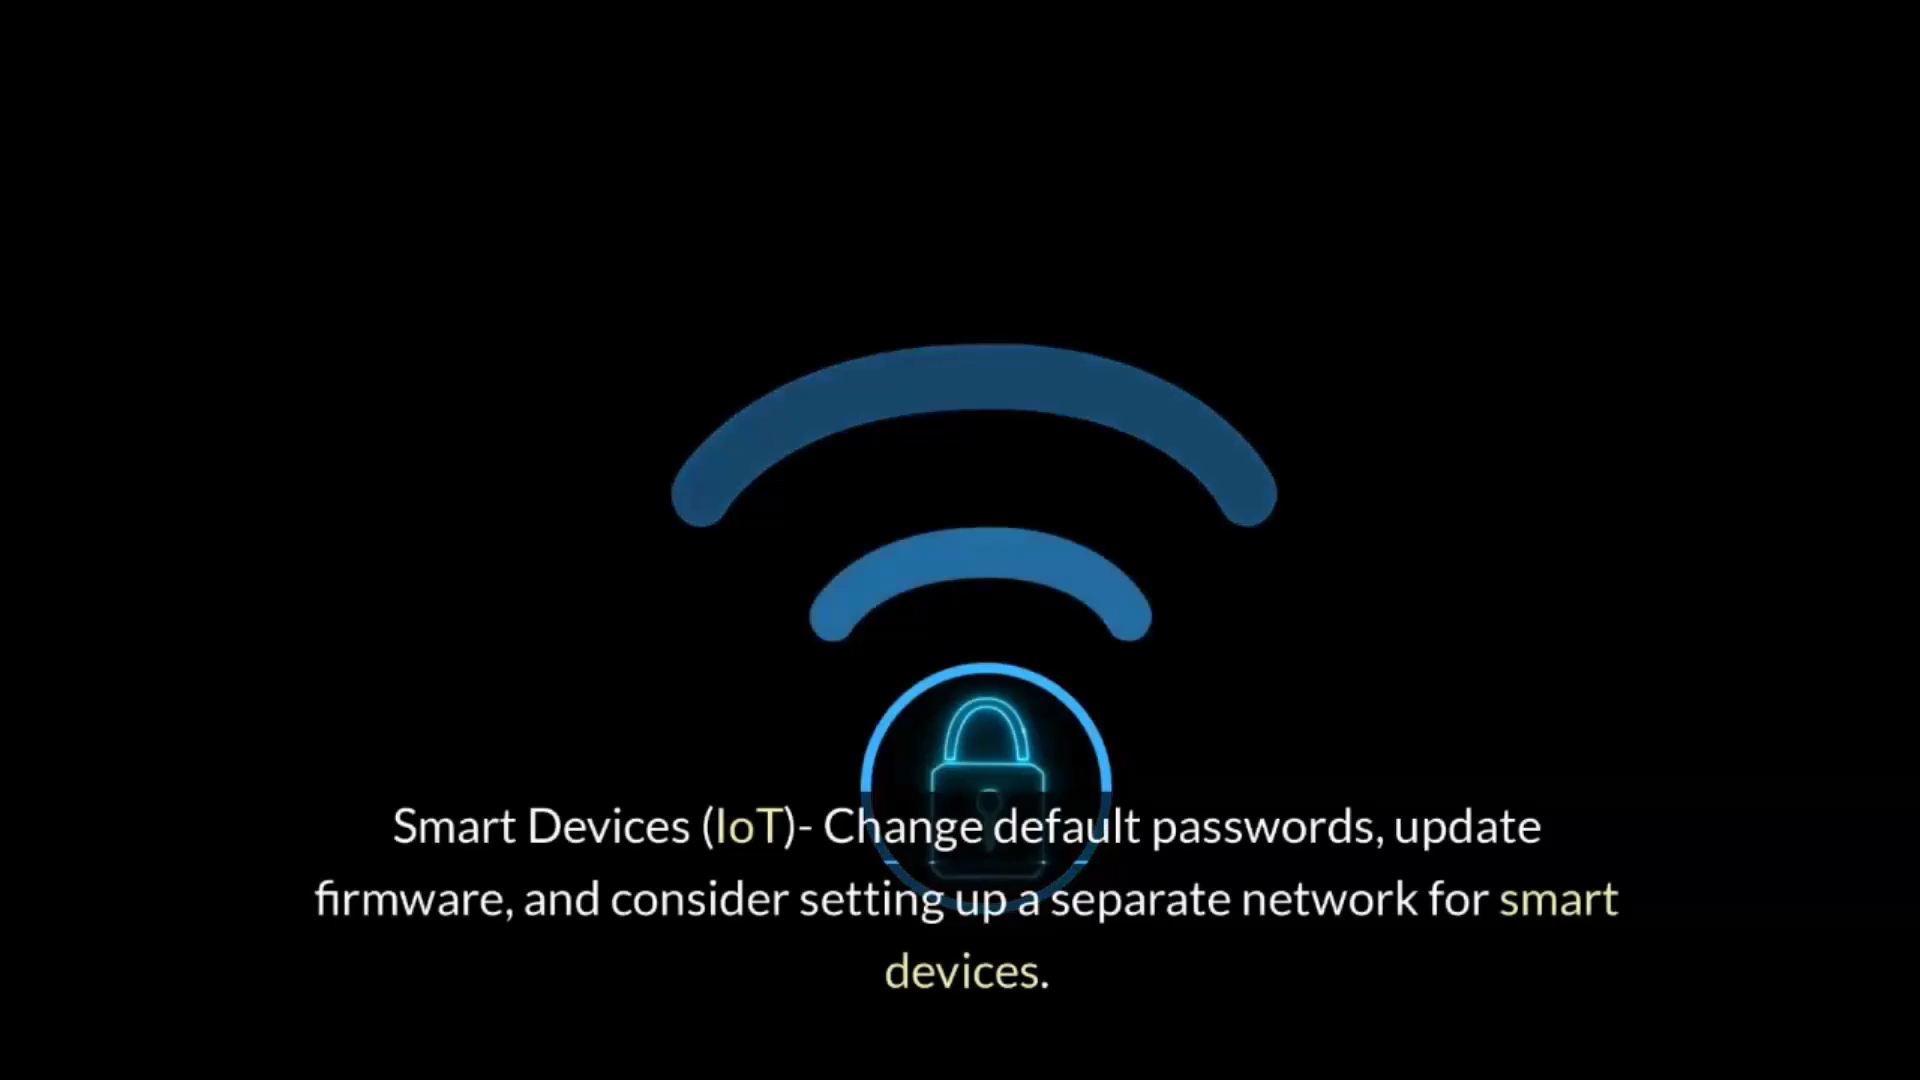 Smart Devices (IoT)- Change default passwords, update
firmware, and consider setting up a separate network for smart
devices.